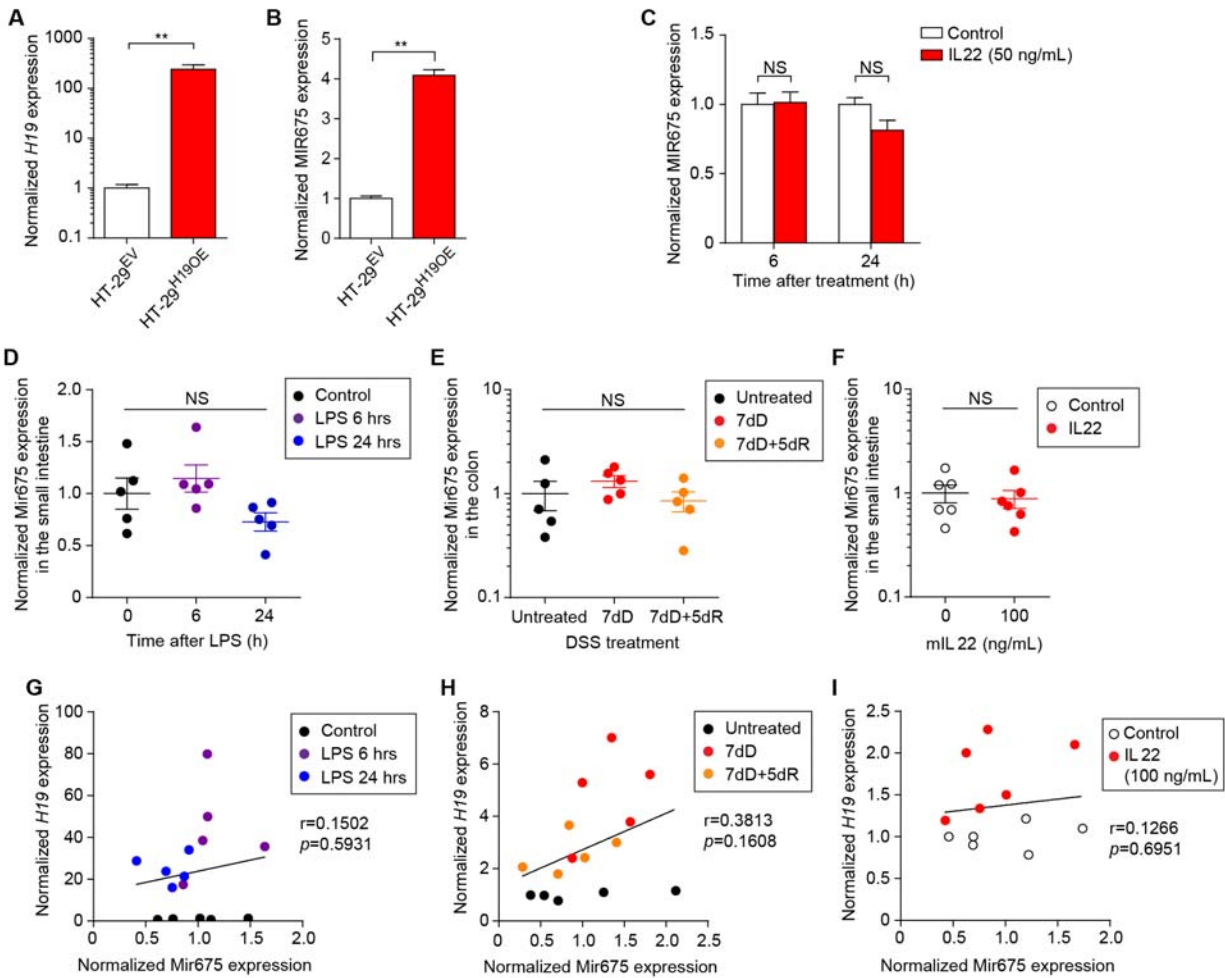 A
Normalized H19 expression
1000
100
10
1
0.1
**
HT-29EV
HT-29H19OE
B
Normalized MIR675 expression
5
4
3
2
1
0
**
HT-29EV
HT-29H19OE
C
Normalized MIR675 expression
1.5
1.0
0.5
0
NS
NS
6
24
Time after treatment (h)
Control
IL22 (50 ng/mL)
D
Normalized Mir675 expression
in the small intestine
2.0
1.5
1.0
0.5
0
NS
0
6
24
Time after LPS (h)
Control
LPS 6 hrs
LPS 24 hrs
E
Normalized Mir675 expression
in the colon
10
1
0.1
NS
Untreated
7dD
7dD+5dR
DSS treatment
Untreated
7dD
7dD+5dR
F
Normalized Mir675 expression
in the small intestine
10
1
0.1
NS
0
100
mIL 22 (ng/mL)
Control
IL22
G
Normalized H19 expression
100
80
60
40
20
0
0
0.5
1.0
1.5
2.0
Normalized Mir675 expression
Control
LPS 6 hrs
LPS 24 hrs
r=0.1502
p=0.5931
H
Normalized H19 expression
8
6
4
2
0
0
0.5
1.0
1.5
2.0
2.5
Normalized Mir675 expression
Untreated
7dD
7dD+5dR
r=0.3813
p=0.1608
I
Normalized H19 expression
2.5
2.0
1.5
1.0
0.5
0
0
0.5
1.0
1.5
2.0
Normalized Mir675 expression
Control
IL 22
(100 ng/mL)
r=0.1266
p=0.6951